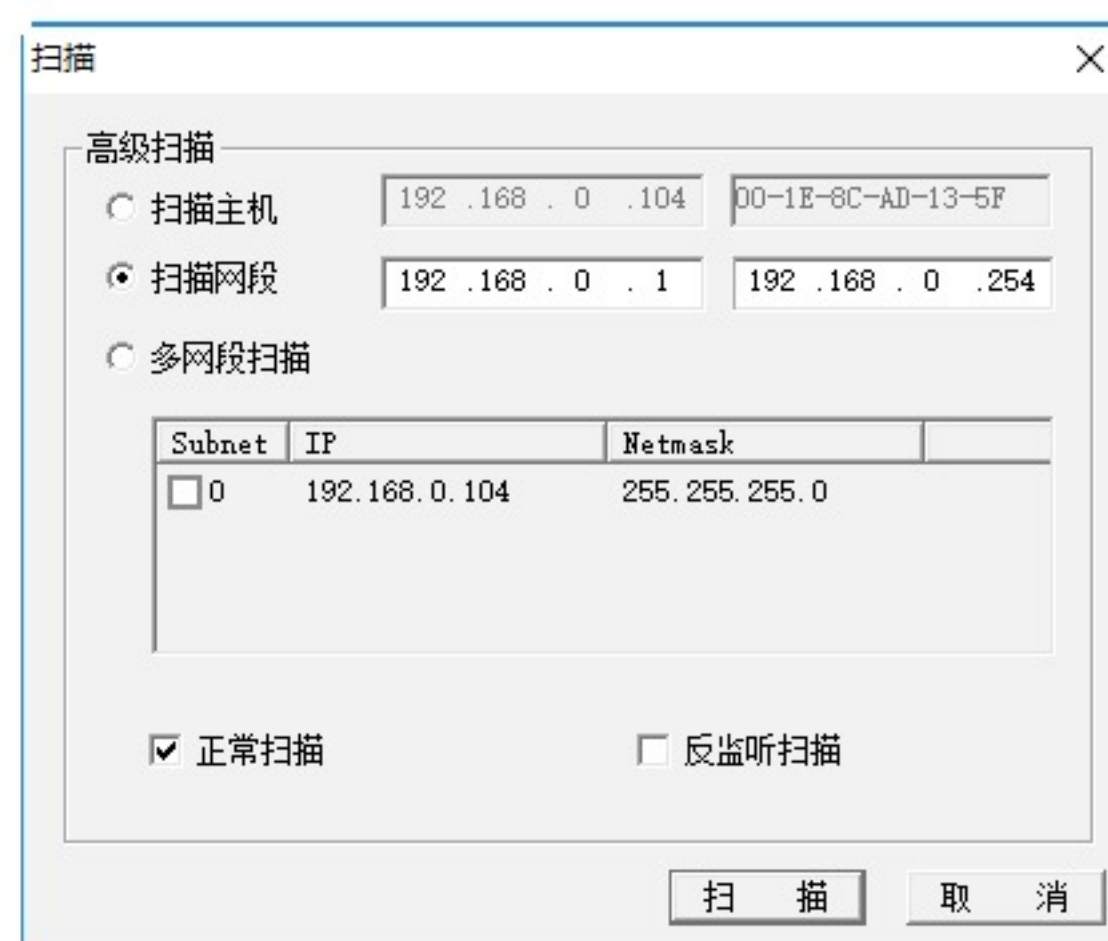 扫描
高级扫描
扫描主机 192 .168 . 0 .104 00-1E-8C-AD-13-5F
扫描网段 192 .168 . 0 . 1 192 .168 . 0 .254
多网段扫描
Subnet IP Netmask
0 192.168.0.104 255.255.255.0
正常扫描 反监听扫描
扫 描 取 消